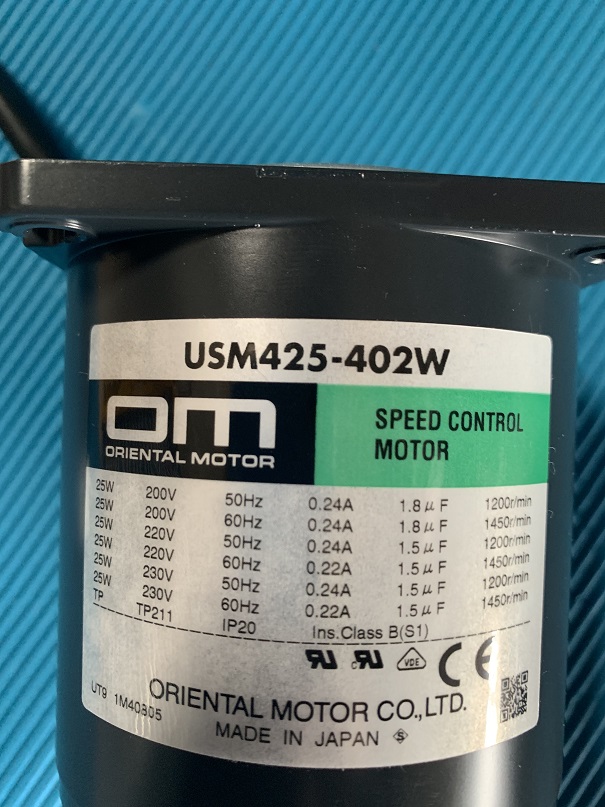 USM425-402W
om
ORIENTAL MOTOR
SPEED CONTROL
MOTOR
25W 200V 50Hz 0.24A 1.8μF 1200r/min
25W 200V 60Hz 0.24A 1.8μF 1450r/min
25W 220V 50Hz 0.24A 1.5μF 1200r/min
25W 220V 60Hz 0.22A 1.5μF 1450r/min
25W 230V 50Hz 0.24A 1.5μF 1200r/min
25W 230V 60Hz 0.22A 1.5μF 1450r/min
TP TP211 IP20 Ins.Class B(S1)
RU cRU VDE CE
ORIENTAL MOTOR CO.,LTD.
UT9 1M40305
MADE IN JAPAN S